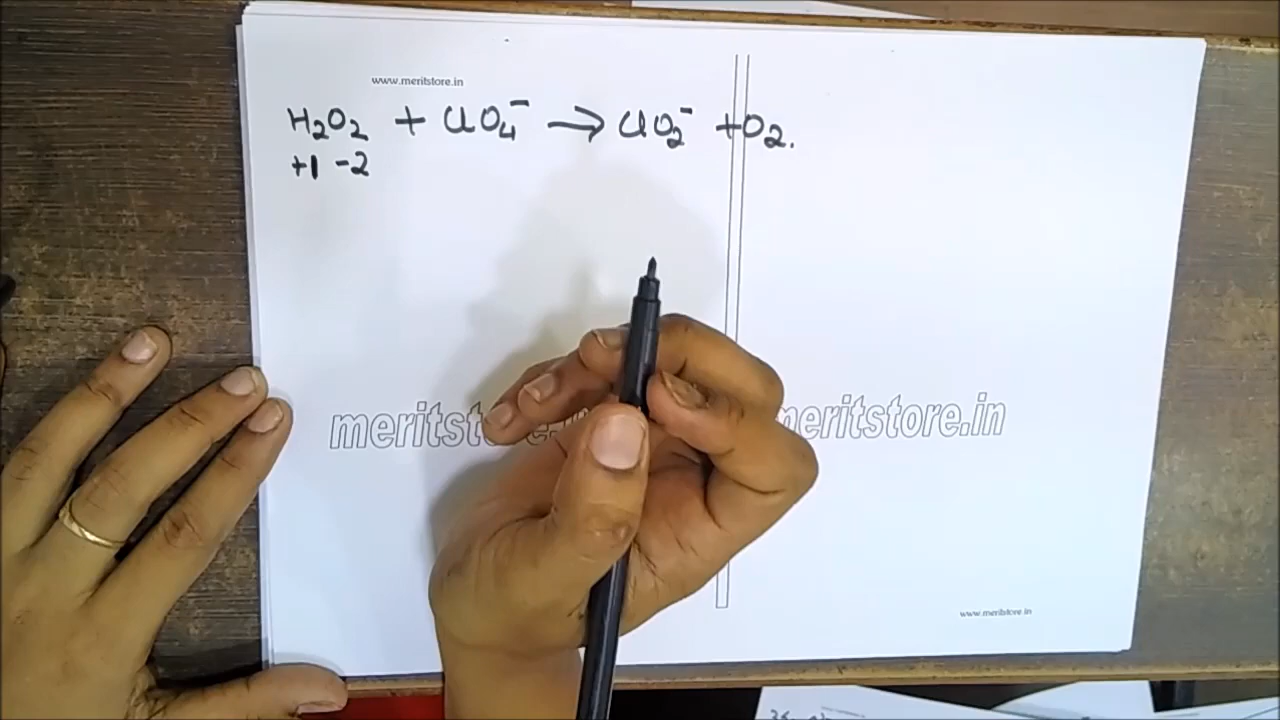 www.meritstore.in
H₂O₂ + ClO₄⁻ → ClO₂⁻ + O₂.
+1 -2
meritstore.in
meritstore.in
www.meritstore.in